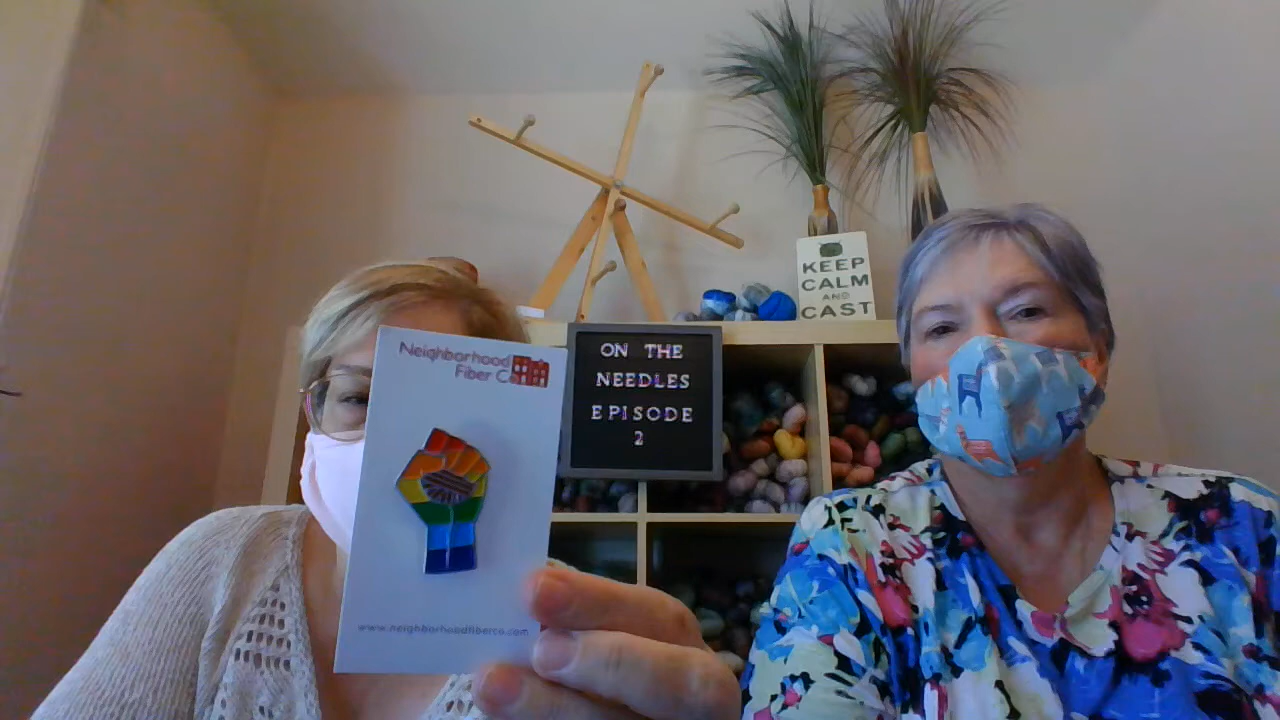 KEEP
CALM
AND
CAST
ON THE
NEEDLES
EPISODE
2
Neighborhood
Fiber Co
www.neighborhoodfiberco.com